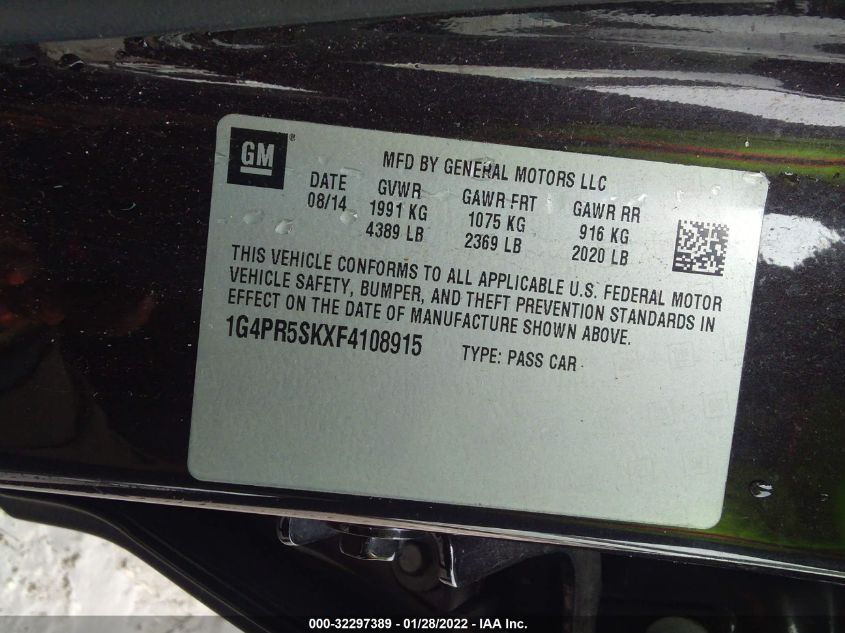 GM®
MFD BY GENERAL MOTORS LLC
DATE GVWR GAWR FRT GAWR RR
08/14 1991 KG 1075 KG 916 KG
4389 LB 2369 LB 2020 LB
THIS VEHICLE CONFORMS TO ALL APPLICABLE U.S. FEDERAL MOTOR
VEHICLE SAFETY, BUMPER, AND THEFT PREVENTION STANDARDS IN
EFFECT ON THE DATE OF MANUFACTURE SHOWN ABOVE.
1G4PR5SKXF4108915 TYPE: PASS CAR
000-32297389 - 01/28/2022 - IAA Inc.